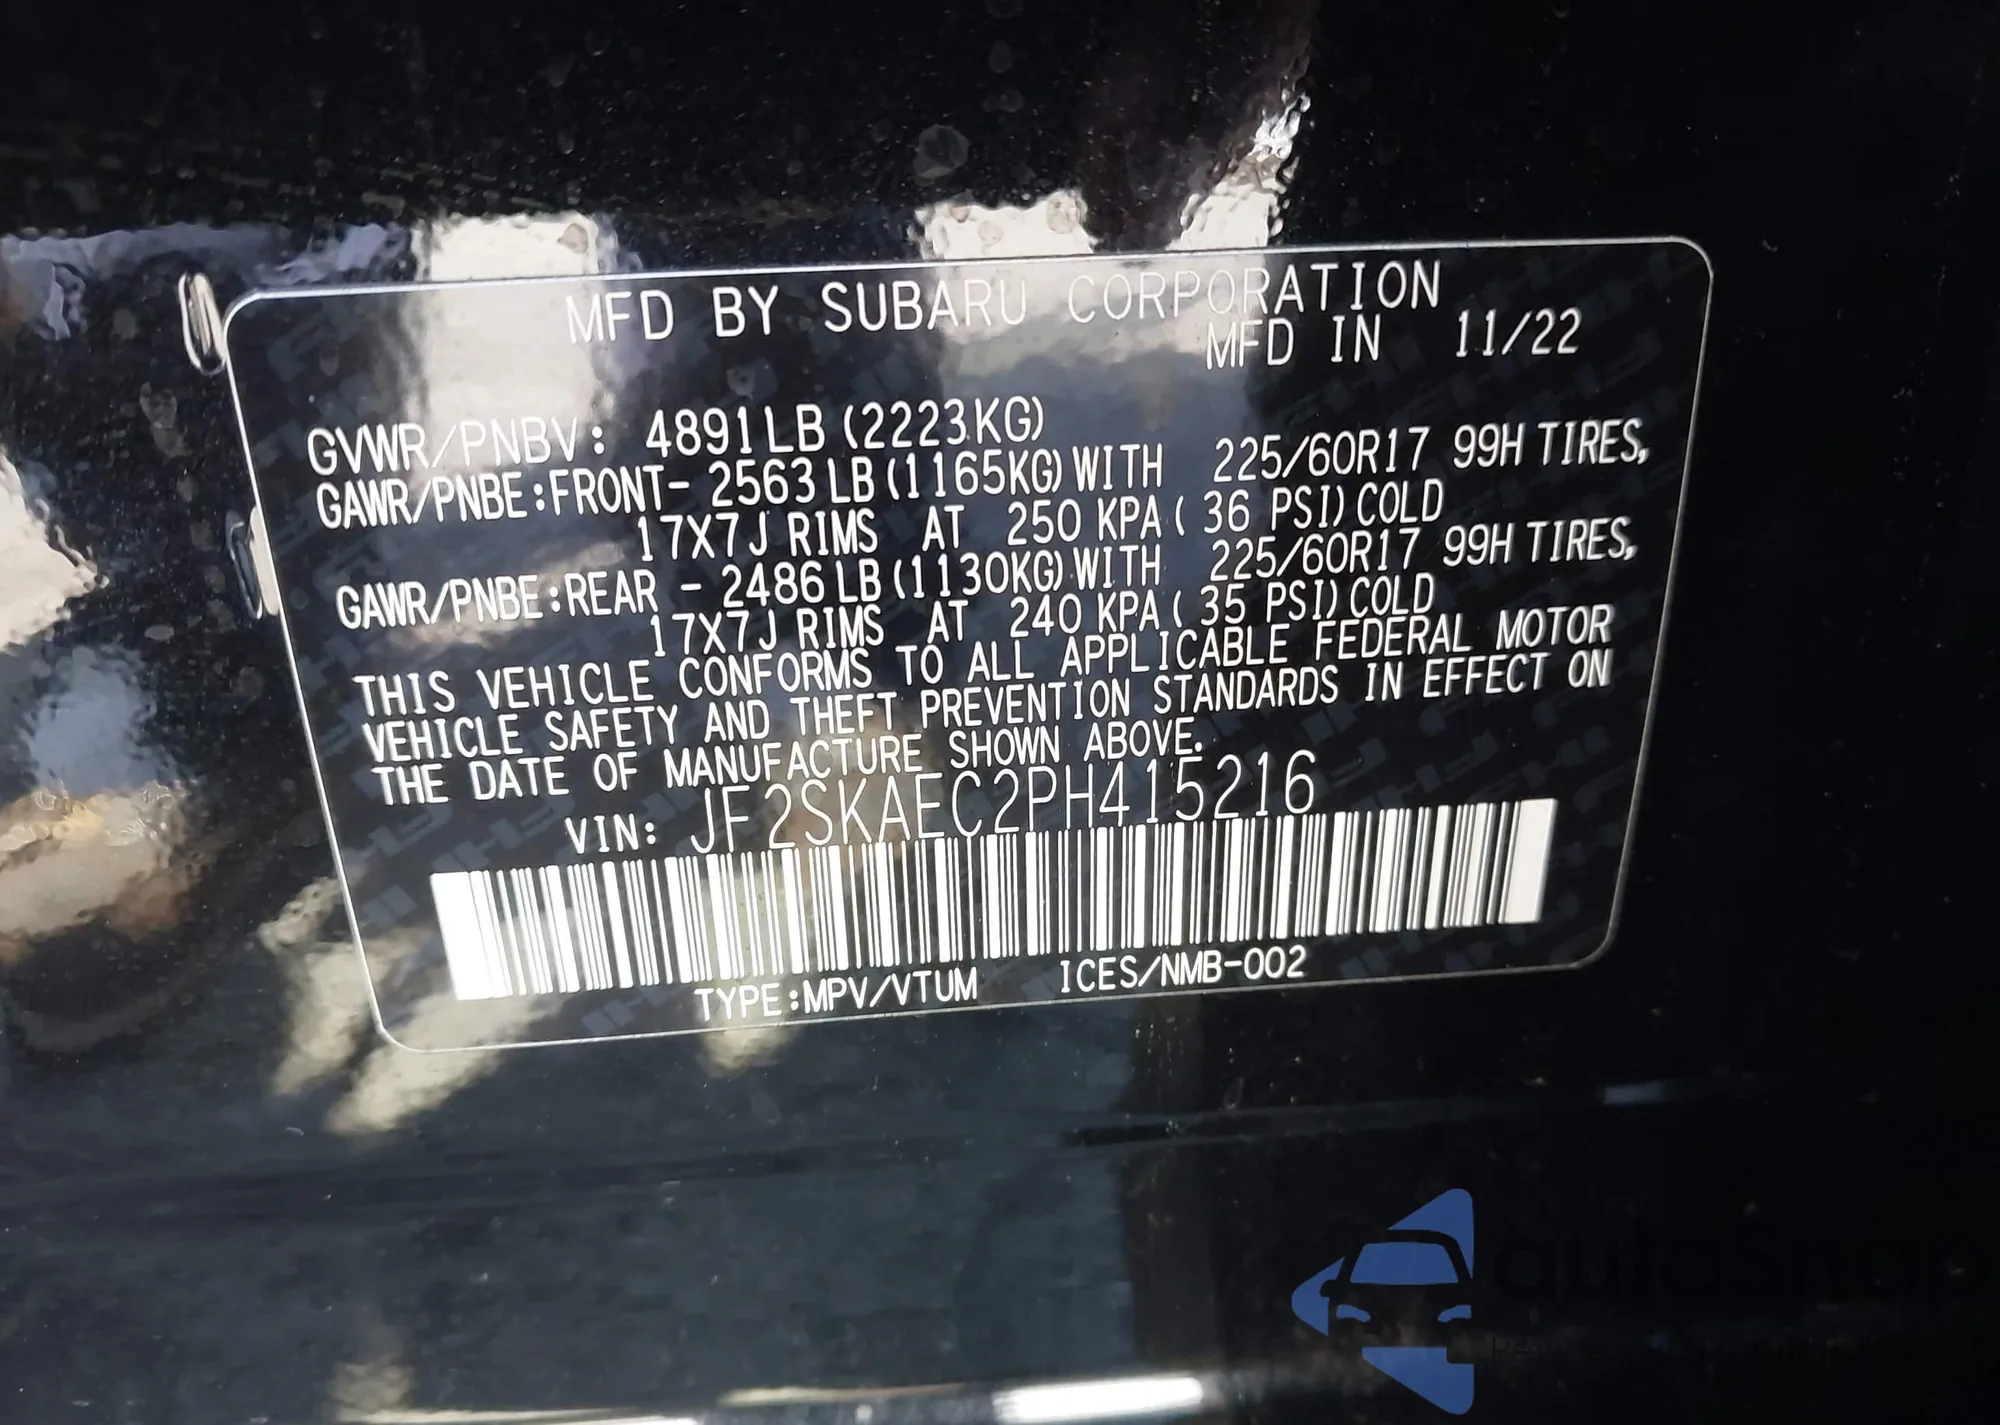 MFD BY SUBARU CORPORATION
MFD IN 11/22
GVWR/PNBV: 4891LB (2223KG)
GAWR/PNBE:FRONT- 2563LB (1165KG)WITH 225/60R17 99H TIRES,
17X7J RIMS AT 250 KPA( 36 PSI)COLD
GAWR/PNBE:REAR - 2486LB (1130KG)WITH 225/60R17 99H TIRES,
17X7J RIMS AT 240 KPA( 35 PSI)COLD
THIS VEHICLE CONFORMS TO ALL APPLICABLE FEDERAL MOTOR
VEHICLE SAFETY AND THEFT PREVENTION STANDARDS IN EFFECT ON
THE DATE OF MANUFACTURE SHOWN ABOVE.
VIN: JF2SKAEC2PH415216
TYPE:MPV/VTUM ICES/NMB-002